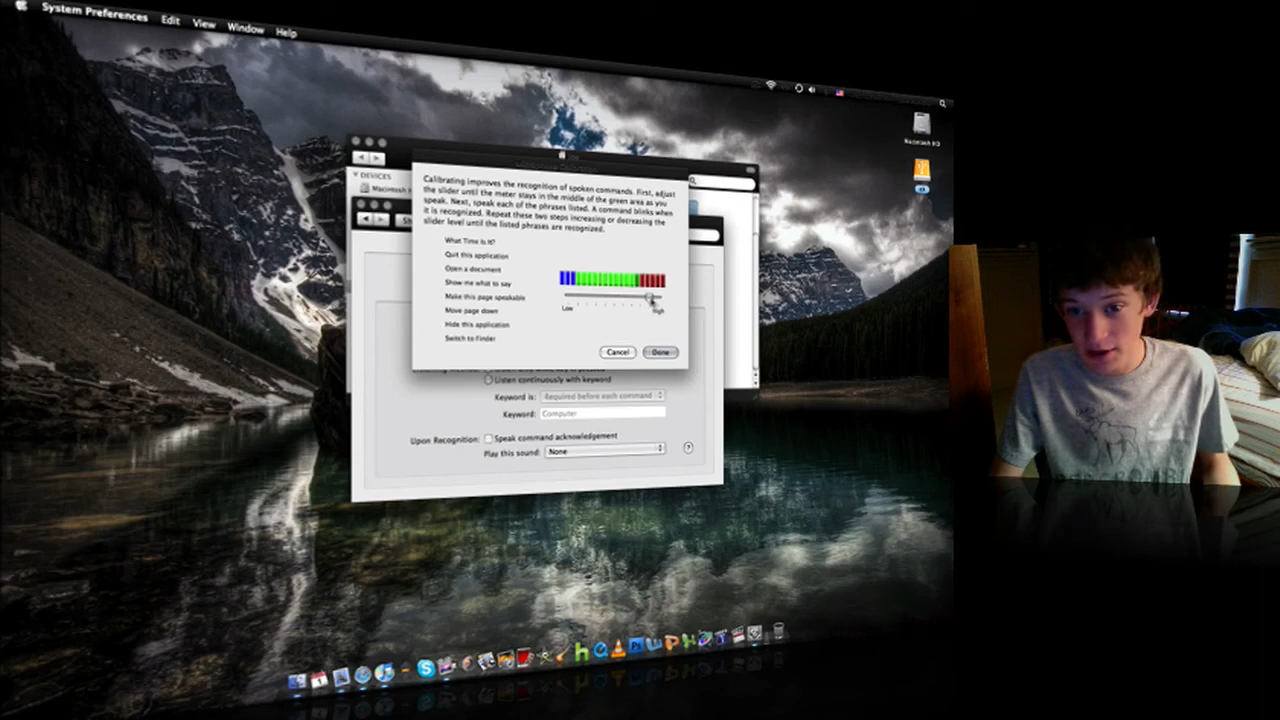 System Preferences Edit View Window Help
Macintosh HD
DEVICES
Macintosh
Calibrating improves the recognition of spoken commands. First, adjust
the slider until the meter stays in the middle of the green area as you
speak. Next, speak each of the phrases listed. A command blinks when
it is recognized. Repeat these two steps increasing or decreasing the
slider level until the listed phrases are recognized.
What Time Is It?
Quit this application
Open a document
Show me what to say
Make this page speakable
Move page down
Hide this application
Switch to Finder
Low
High
Cancel
Done
Listen continuously with keyword
Keyword is: Required before each command
Keyword: Computer
Upon Recognition: Speak command acknowledgement
Play this sound: None
?